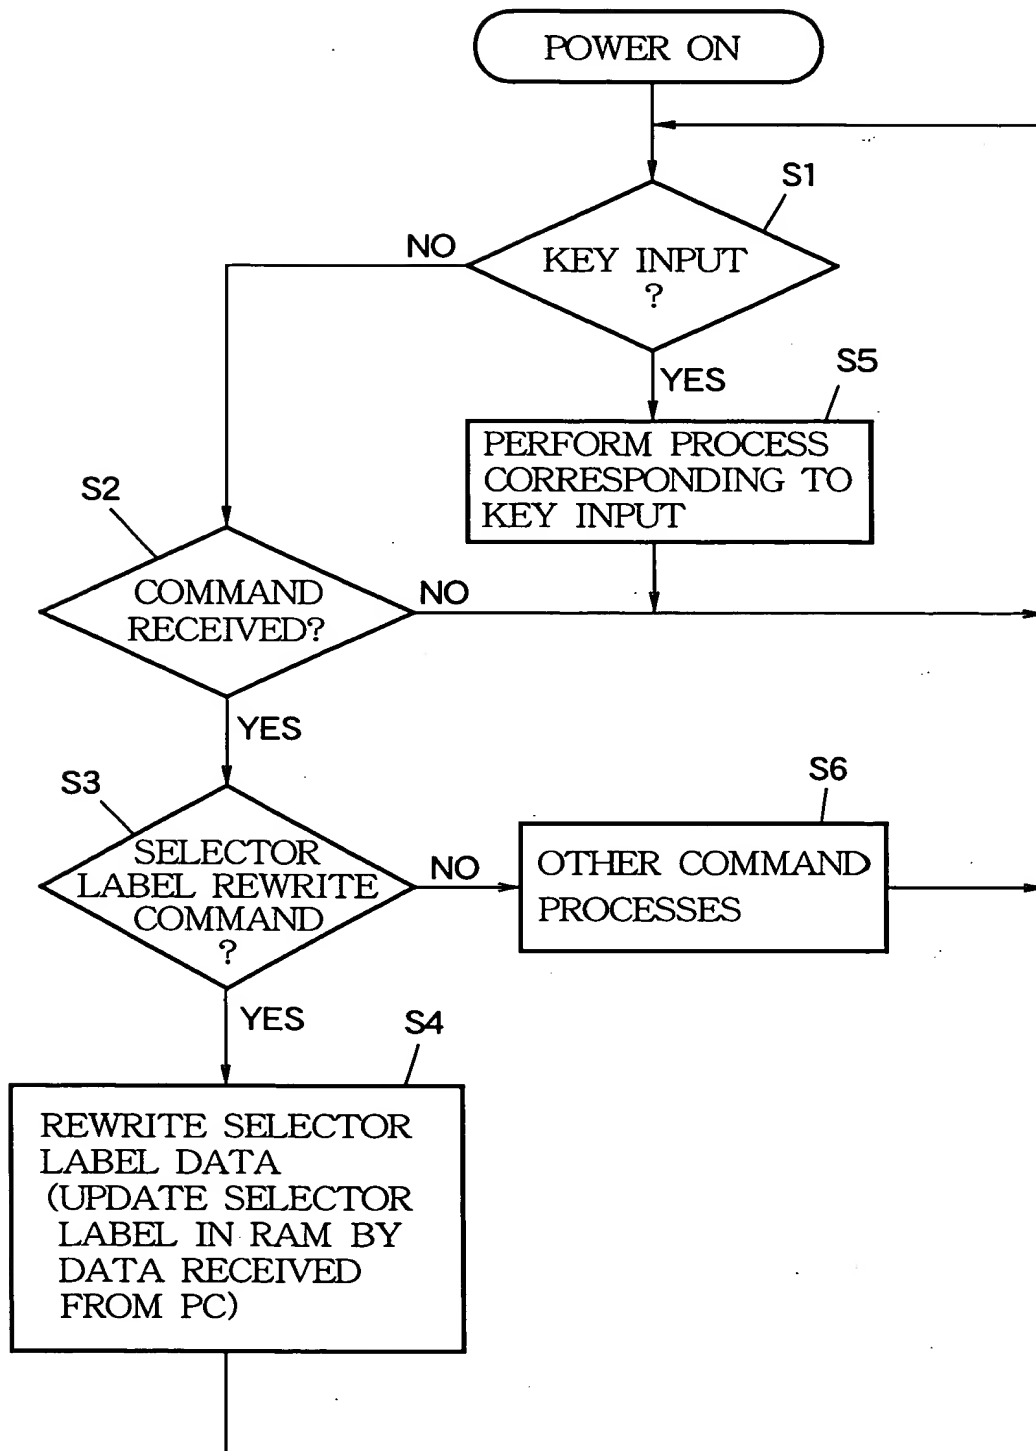 POWER ON
S1
NO
KEY INPUT
?
YES
S5
PERFORM PROCESS
CORRESPONDING TO
KEY INPUT
S2
COMMAND
RECEIVED?
NO
YES
S3
SELECTOR
LABEL REWRITE
COMMAND
?
NO
S6
OTHER COMMAND
PROCESSES
YES
S4
REWRITE SELECTOR
LABEL DATA
(UPDATE SELECTOR
LABEL IN RAM BY
DATA RECEIVED
FROM PC)